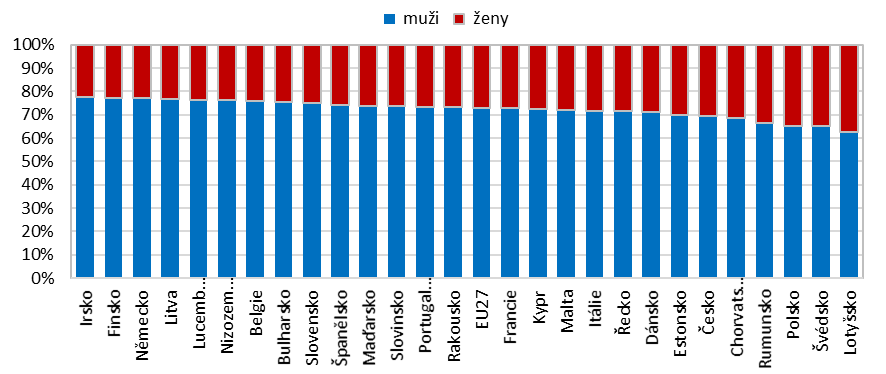 muži ženy
100%
90%
80%
70%
60%
50%
40%
30%
20%
10%
0%
Irsko
Finsko
Německo
Litva
Lucemb...
Nizozem...
Belgie
Bulharsko
Slovensko
Španělsko
Maďarsko
Slovinsko
Portugal...
Rakousko
EU27
Francie
Kypr
Malta
Itálie
Řecko
Dánsko
Estonsko
Česko
Chorvats...
Rumunsko
Polsko
Švédsko
Lotyšsko